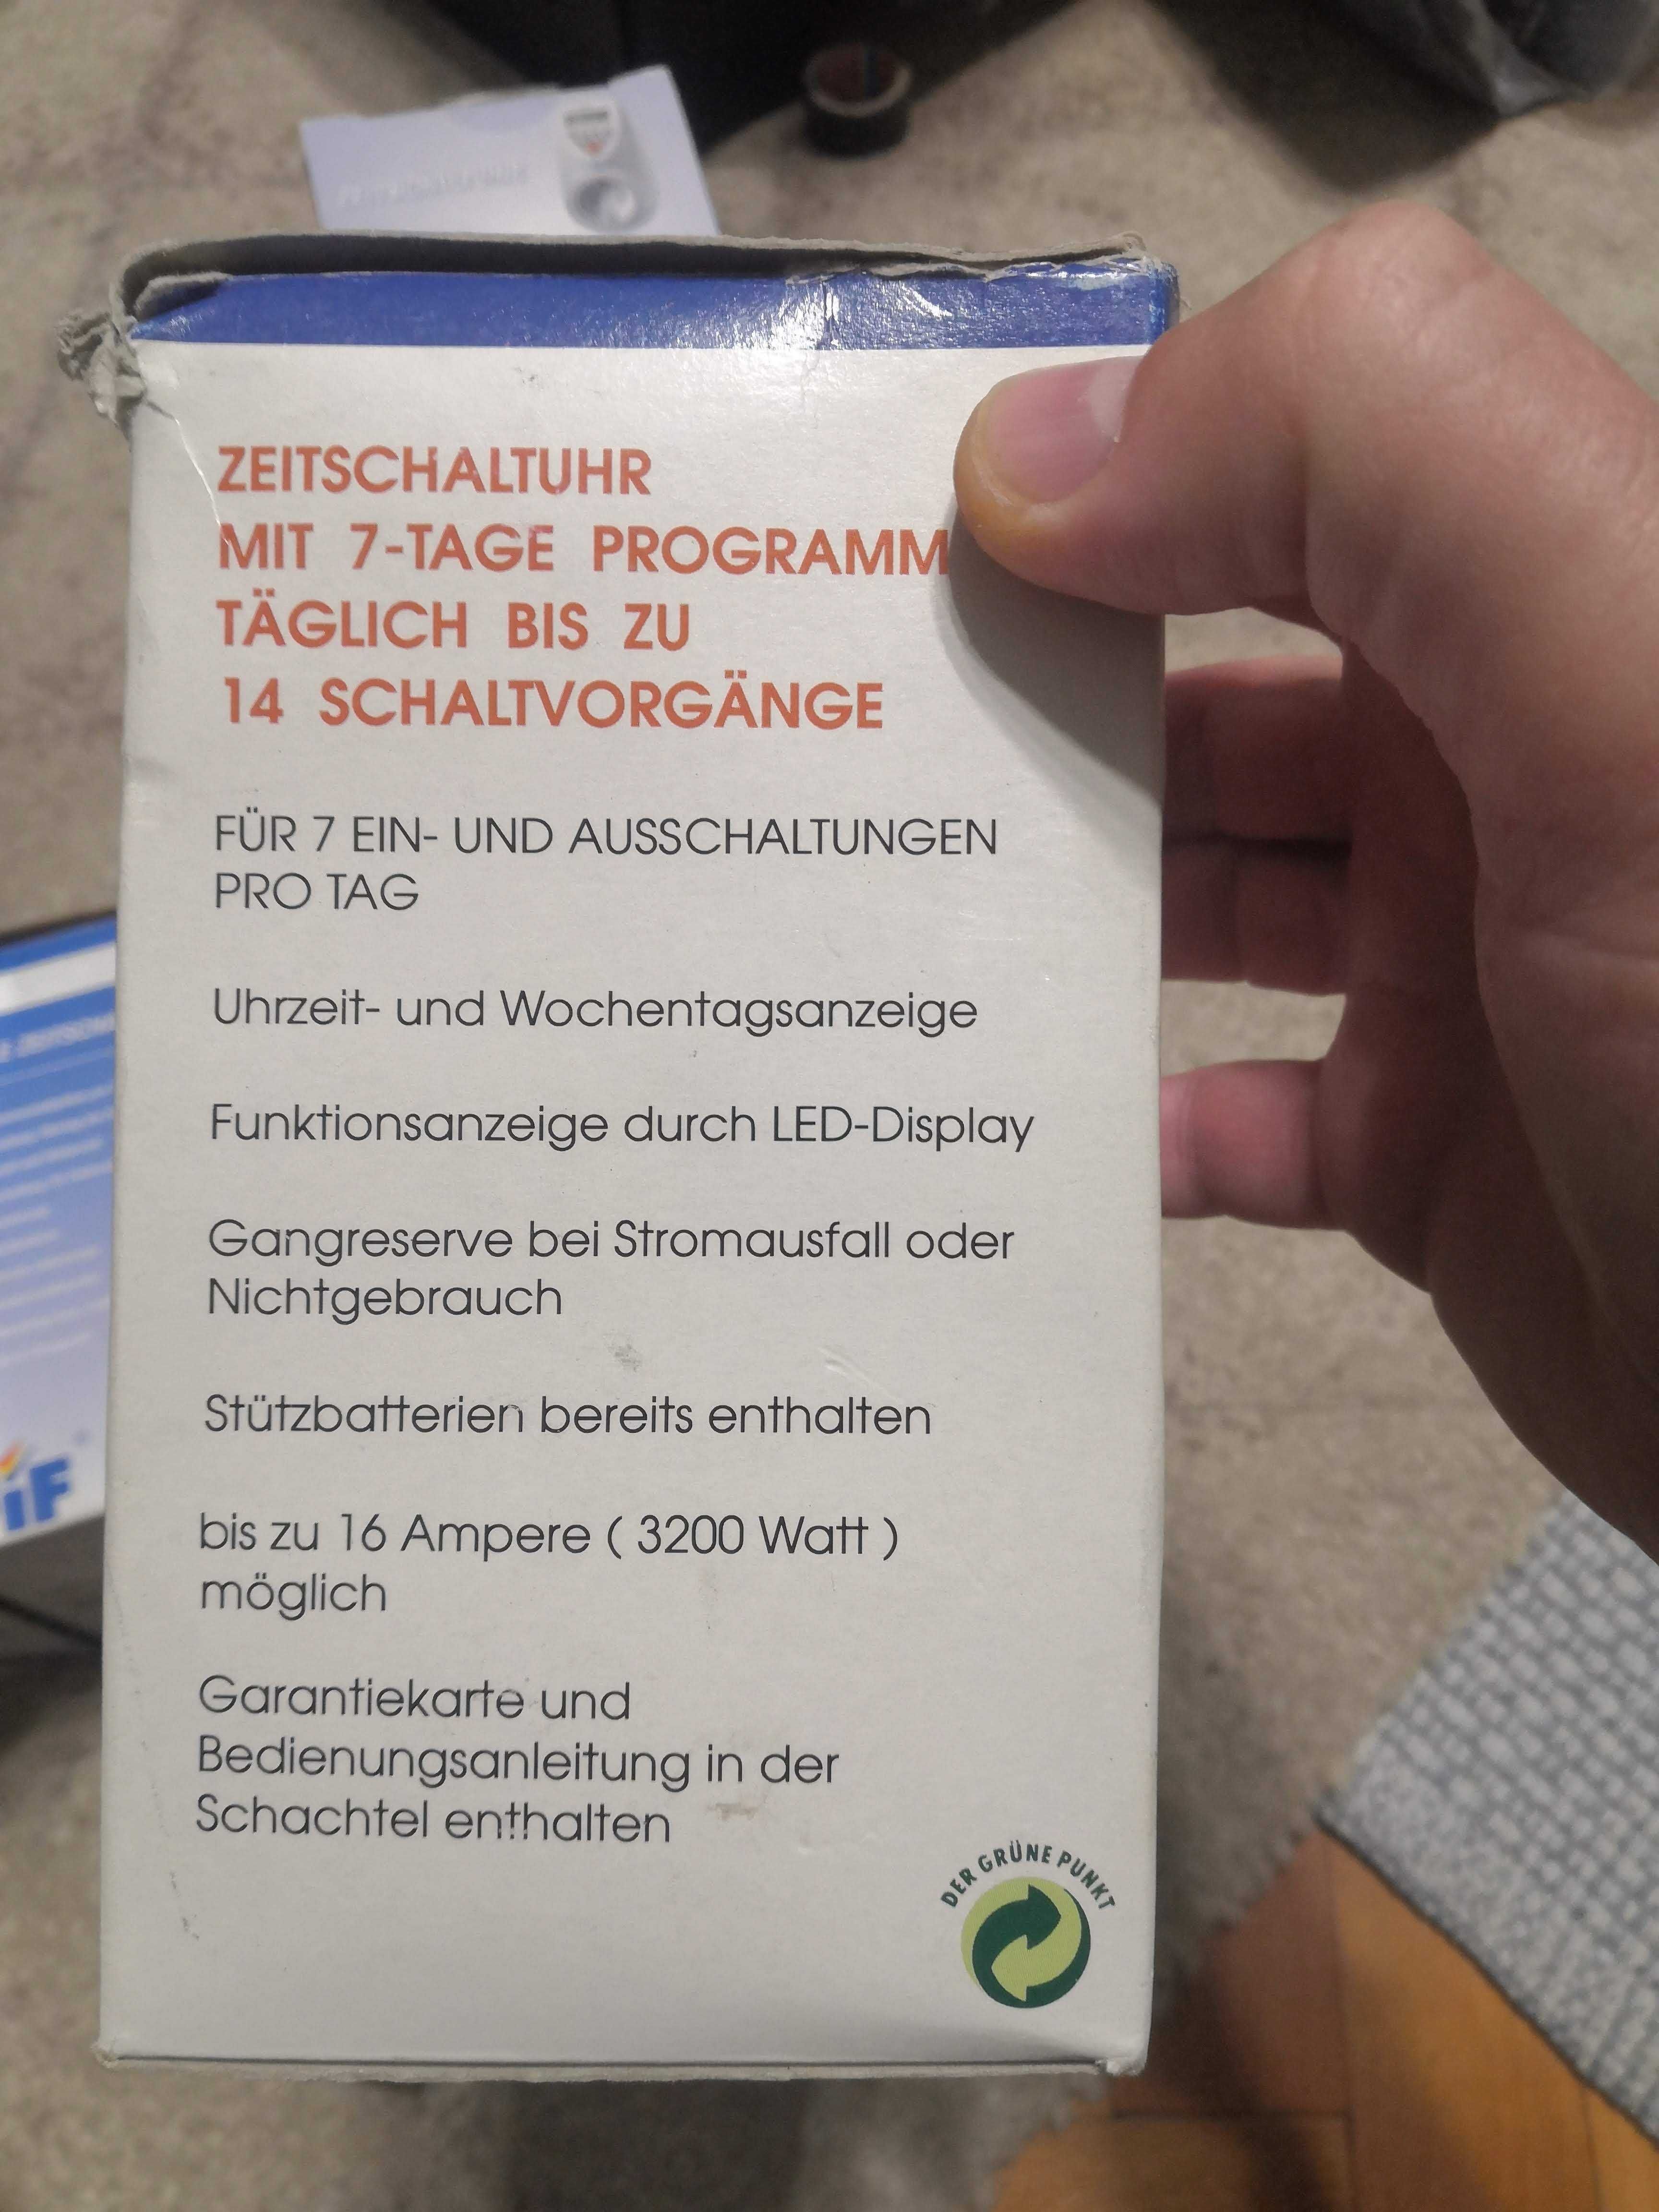 ZEITSCHALTUHR
MIT 7-TAGE PROGRAMM
TÄGLICH BIS ZU
14 SCHALTVORGÄNGE
FÜR 7 EIN- UND AUSSCHALTUNGEN
PRO TAG
Uhrzeit- und Wochentagsanzeige
Funktionsanzeige durch LED-Display
Gangreserve bei Stromausfall oder
Nichtgebrauch
Stützbatterien bereits enthalten
bis zu 16 Ampere ( 3200 Watt )
möglich
Garantiekarte und
Bedienungsanleitung in der
Schachtel enthalten
DER GRÜNE PUNKT
iF